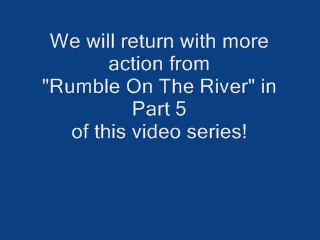 We will return with more
action from
"Rumble On The River" in
Part 5
of this video series!